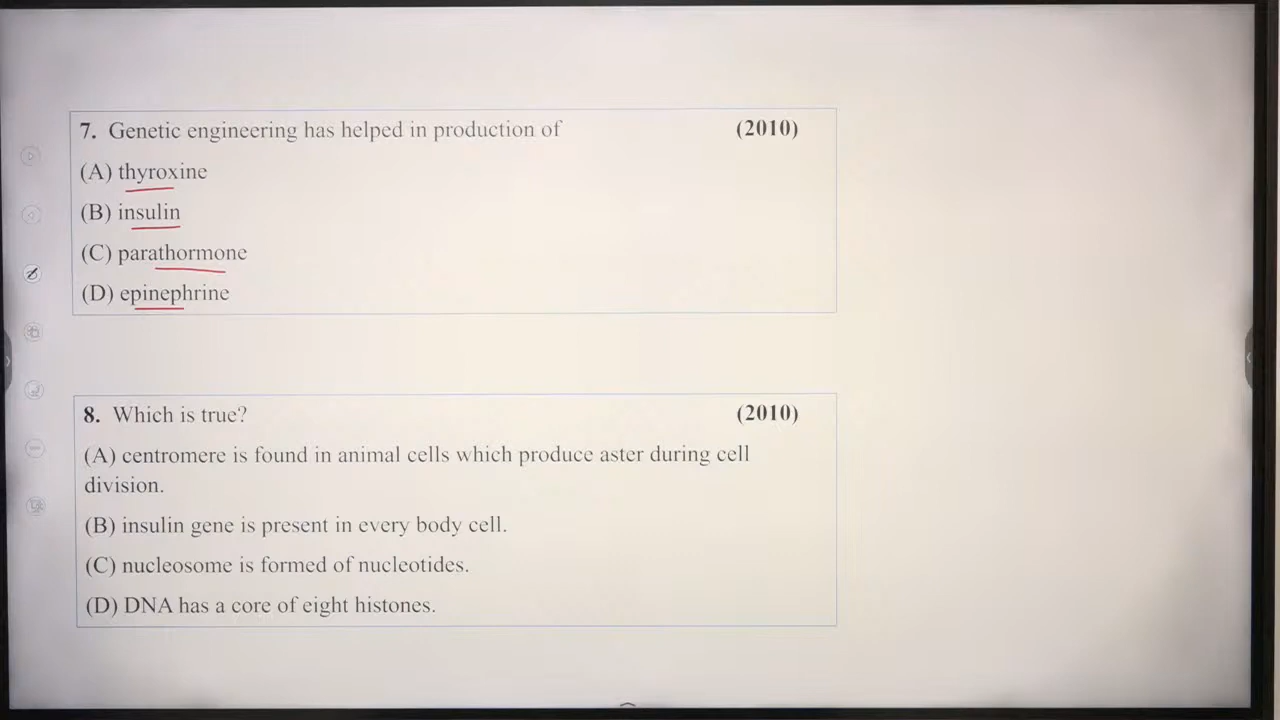 7. Genetic engineering has helped in production of (2010)
(A) thyroxine
(B) insulin
(C) parathormone
(D) epinephrine
8. Which is true? (2010)
(A) centromere is found in animal cells which produce aster during cell
division.
(B) insulin gene is present in every body cell.
(C) nucleosome is formed of nucleotides.
(D) DNA has a core of eight histones.